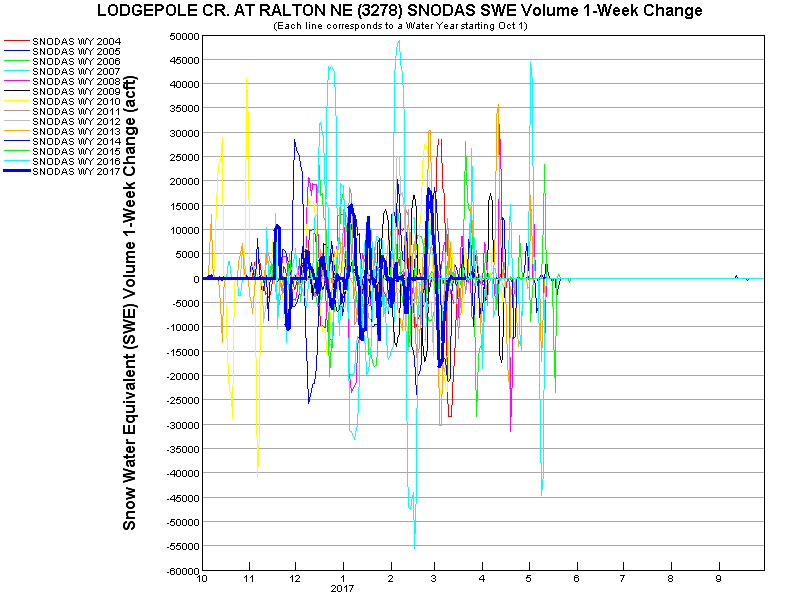 LODGEPOLE CR. AT RALTON NE (3278) SNODAS SWE Volume 1-Week Change
(Each line corresponds to a Water Year starting Oct 1)
SNODAS WY 2004
SNODAS WY 2005
SNODAS WY 2006
SNODAS WY 2007
SNODAS WY 2008
SNODAS WY 2009
SNODAS WY 2010
SNODAS WY 2011
SNODAS WY 2012
SNODAS WY 2013
SNODAS WY 2014
SNODAS WY 2015
SNODAS WY 2016
SNODAS WY 2017
Snow Water Equivalent (SWE) Volume 1-Week Change (acft)
50000
45000
40000
35000
30000
25000
20000
15000
10000
5000
0
-5000
-10000
-15000
-20000
-25000
-30000
-35000
-40000
-45000
-50000
-55000
-60000
10 11 12 1 2 3 4 5 6 7 8 9
2017